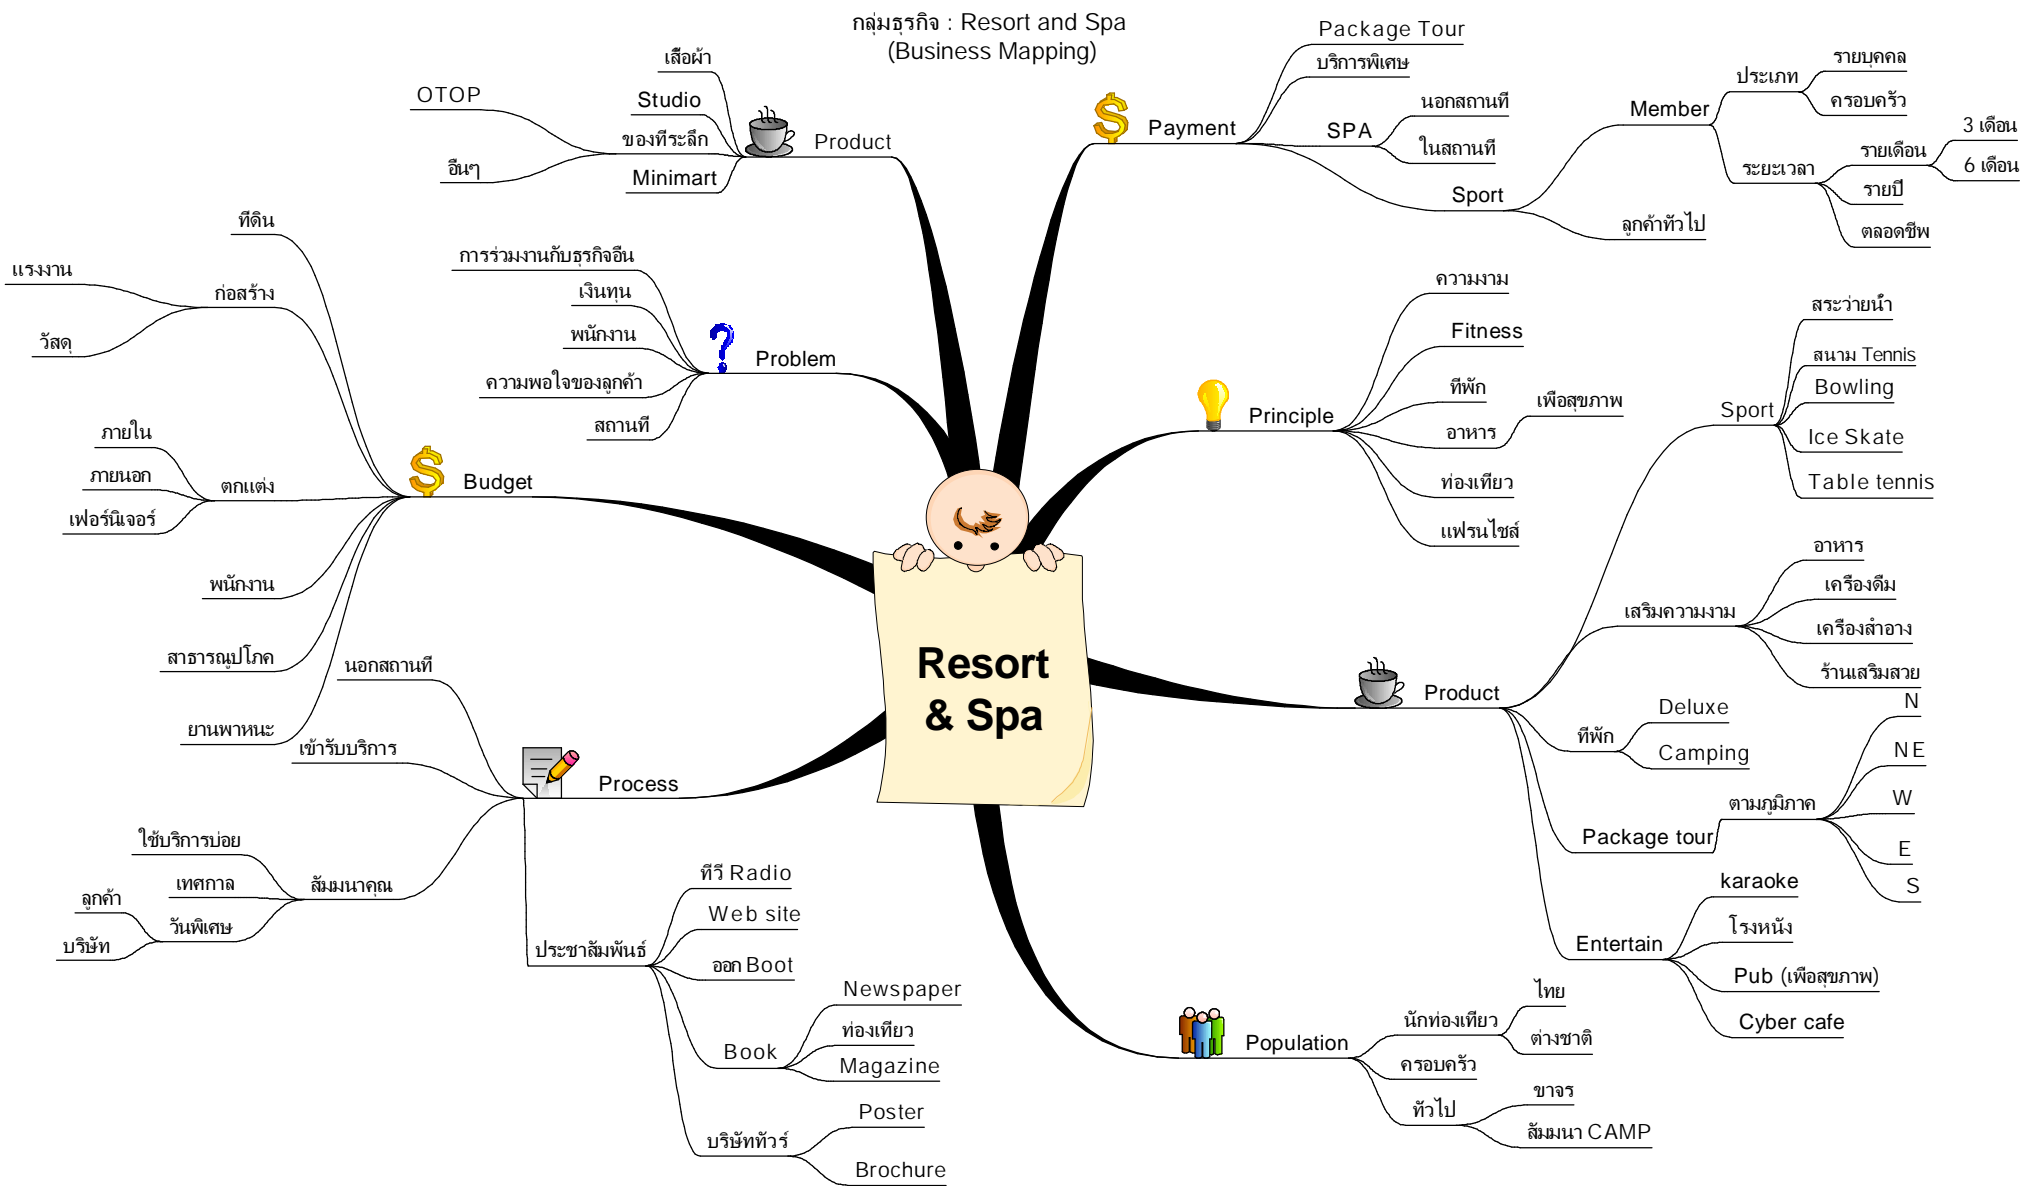 กลุ่มธุรกิจ : Resort and Spa
(Business Mapping)
Resort
& Spa
Payment
Package Tour
บริการพิเศษ
SPA
นอกสถานที่
ในสถานที่
Sport
Member
ประเภท
รายบุคคล
ครอบครัว
ระยะเวลา
รายเดือน
3 เดือน
6 เดือน
รายปี
ตลอดชีพ
ลูกค้าทั่วไป
Principle
ความงาม
Fitness
ที่พัก
อาหาร
เพื่อสุขภาพ
ท่องเที่ยว
แฟรนไชส์
Product
Sport
สระว่ายน้ำ
สนาม Tennis
Bowling
Ice Skate
Table tennis
เสริมความงาม
อาหาร
เครื่องดื่ม
เครื่องสำอาง
ร้านเสริมสวย
ที่พัก
Deluxe
Camping
Package tour
ตามภูมิภาค
N
NE
W
E
S
Entertain
karaoke
โรงหนัง
Pub (เพื่อสุขภาพ)
Cyber cafe
Population
นักท่องเที่ยว
ไทย
ต่างชาติ
ครอบครัว
ทั่วไป
ขาจร
สัมมนา CAMP
Product
เสื้อผ้า
Studio
ของที่ระลึก
OTOP
อื่นๆ
Minimart
Problem
การร่วมงานกับธุรกิจอื่น
เงินทุน
พนักงาน
ความพอใจของลูกค้า
สถานที่
Budget
ที่ดิน
ก่อสร้าง
แรงงาน
วัสดุ
ตกแต่ง
ภายใน
ภายนอก
เฟอร์นิเจอร์
พนักงาน
สาธารณูปโภค
ยานพาหนะ
Process
นอกสถานที่
เข้ารับบริการ
สัมมนาคุณ
ใช้บริการบ่อย
เทศกาล
วันพิเศษ
ลูกค้า
บริษัท
ประชาสัมพันธ์
ทีวี Radio
Web site
ออก Boot
Book
Newspaper
ท่องเที่ยว
Magazine
บริษัททัวร์
Poster
Brochure